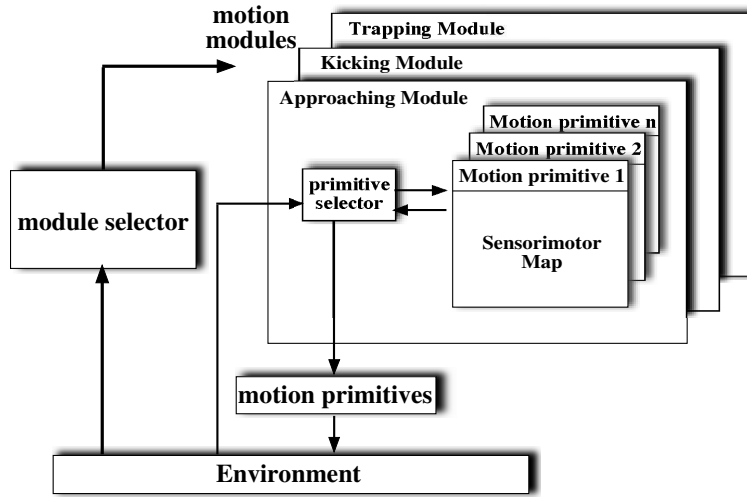 motion
modules
Trapping Module
Kicking Module
Approaching Module
Motion primitive n
Motion primitive 2
Motion primitive 1
primitive
selector
module selector
Sensorimotor
Map
motion primitives
Environment